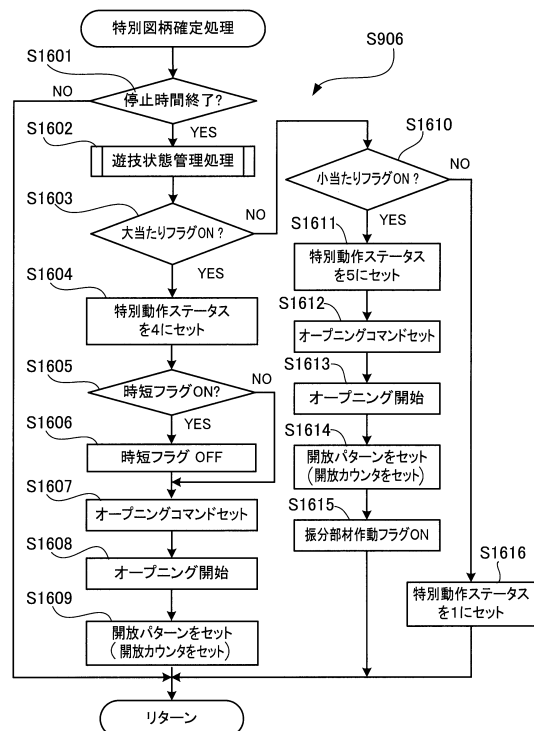 特別図柄確定処理
S906
S1601
停止時間終了?
NO
YES
S1602
遊技状態管理処理
S1603
大当たりフラグON?
NO
YES
S1604
特別動作ステータス
を4にセット
S1605
時短フラグON?
NO
YES
S1606
時短フラグ OFF
S1607
オープニングコマンドセット
S1608
オープニング開始
S1609
開放パターンをセット
(開放カウンタをセット)
S1610
小当たりフラグON?
NO
YES
S1611
特別動作ステータス
を5にセット
S1612
オープニングコマンドセット
S1613
オープニング開始
S1614
開放パターンをセット
(開放カウンタをセット)
S1615
振分部材作動フラグON
S1616
特別動作ステータス
を1にセット
リターン